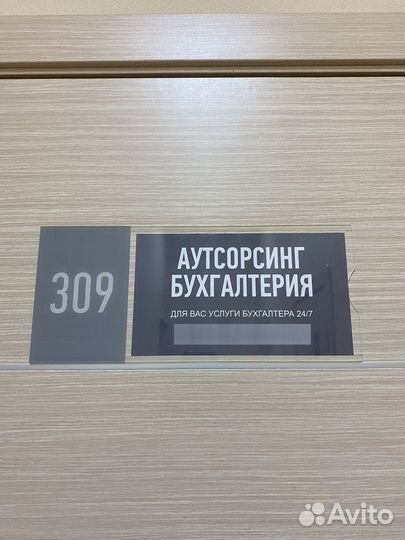 309
АУТСОРСИНГ
БУХГАЛТЕРИЯ
ДЛЯ ВАС УСЛУГИ БУХГАЛТЕРА 24/7
Avito